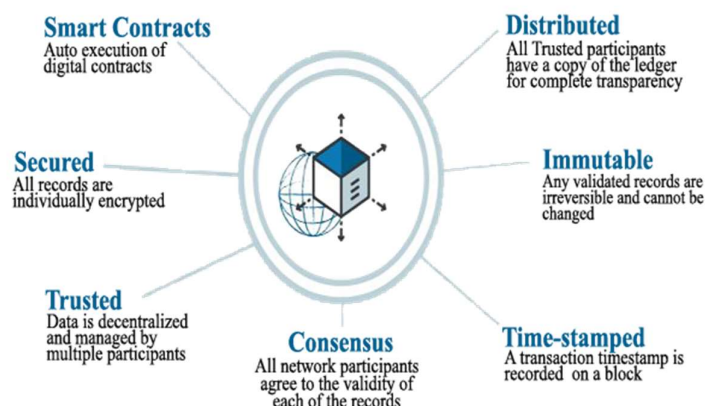 Smart Contracts
Auto execution of
digital contracts
Distributed
All Trusted participants
have a copy of the ledger
for complete transparency
Secured
All records are
individually encrypted
Immutable
Any validated records are
irreversible and cannot be
changed
Trusted
Data is decentralized
and managed by
multiple participants
Consensus
All network participants
agree to the validity of
each of the records
Time-stamped
A transaction timestamp is
recorded on a block